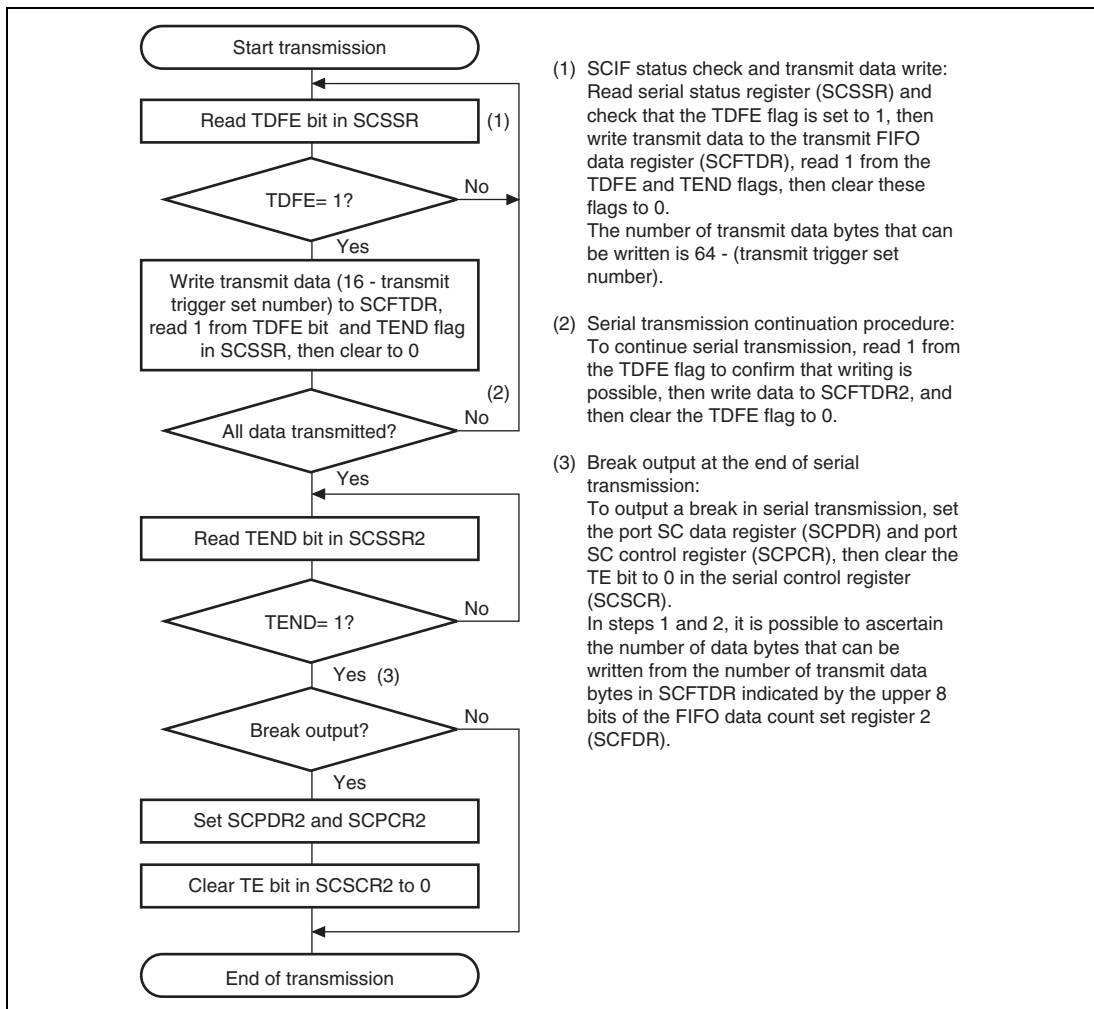 Start transmission
Read TDFE bit in SCSSR
(1)
TDFE= 1?
No
Yes
Write transmit data (16 - transmit
trigger set number) to SCFTDR,
read 1 from TDFE bit and TEND flag
in SCSSR, then clear to 0
(2)
All data transmitted?
No
Yes
Read TEND bit in SCSSR2
TEND= 1?
No
Yes (3)
Break output?
No
Yes
Set SCPDR2 and SCPCR2
Clear TE bit in SCSCR2 to 0
End of transmission
(1) SCIF status check and transmit data write:
Read serial status register (SCSSR) and
check that the TDFE flag is set to 1, then
write transmit data to the transmit FIFO
data register (SCFTDR), read 1 from the
TDFE and TEND flags, then clear these
flags to 0.
The number of transmit data bytes that can
be written is 64 - (transmit trigger set
number).
(2) Serial transmission continuation procedure:
To continue serial transmission, read 1 from
the TDFE flag to confirm that writing is
possible, then write data to SCFTDR2, and
then clear the TDFE flag to 0.
(3) Break output at the end of serial
transmission:
To output a break in serial transmission, set
the port SC data register (SCPDR) and port
SC control register (SCPCR), then clear the
TE bit to 0 in the serial control register
(SCSCR).
In steps 1 and 2, it is possible to ascertain
the number of data bytes that can be
written from the number of transmit data
bytes in SCFTDR indicated by the upper 8
bits of the FIFO data count set register 2
(SCFDR).